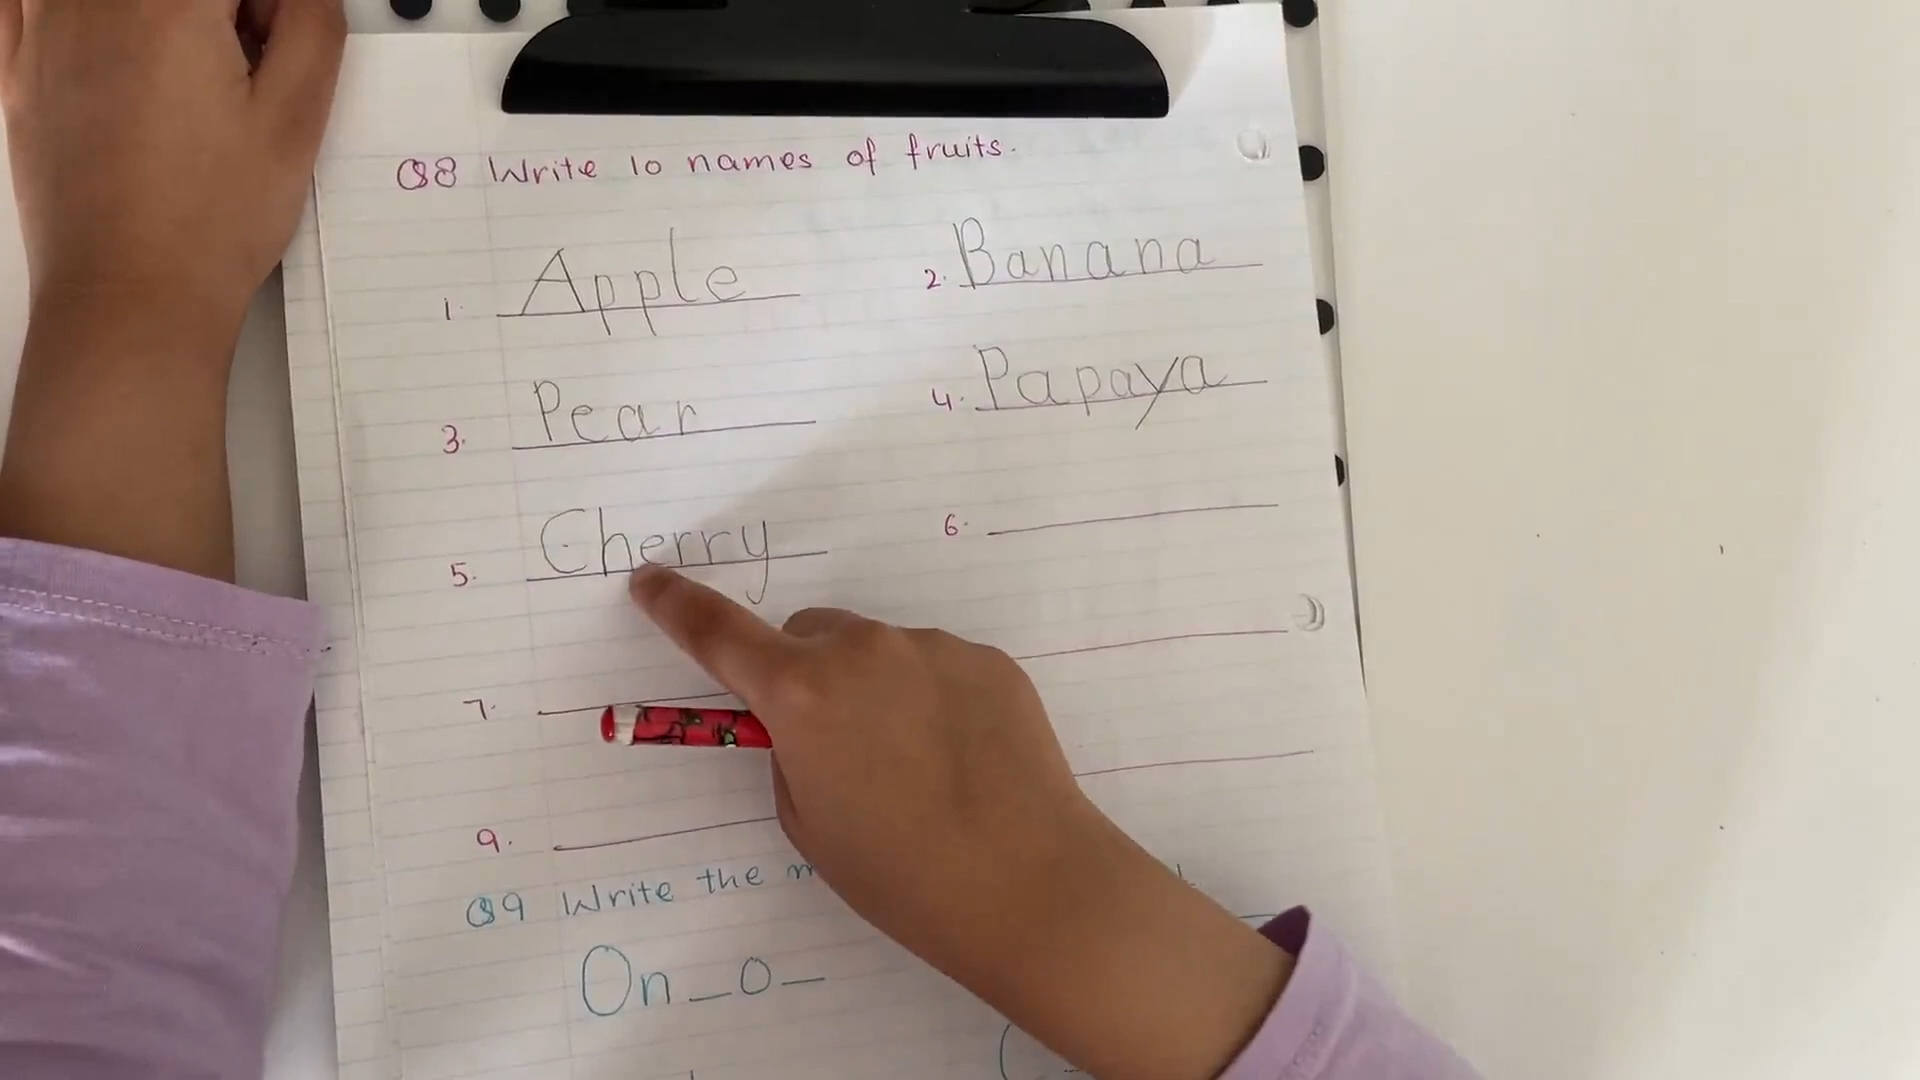 Q8 Write 10 names of fruits.
1. Apple
2. Banana
3. Pear
4. Papaya
5. Cherry
6.
7.
9.
Q9 Write the
On_o_